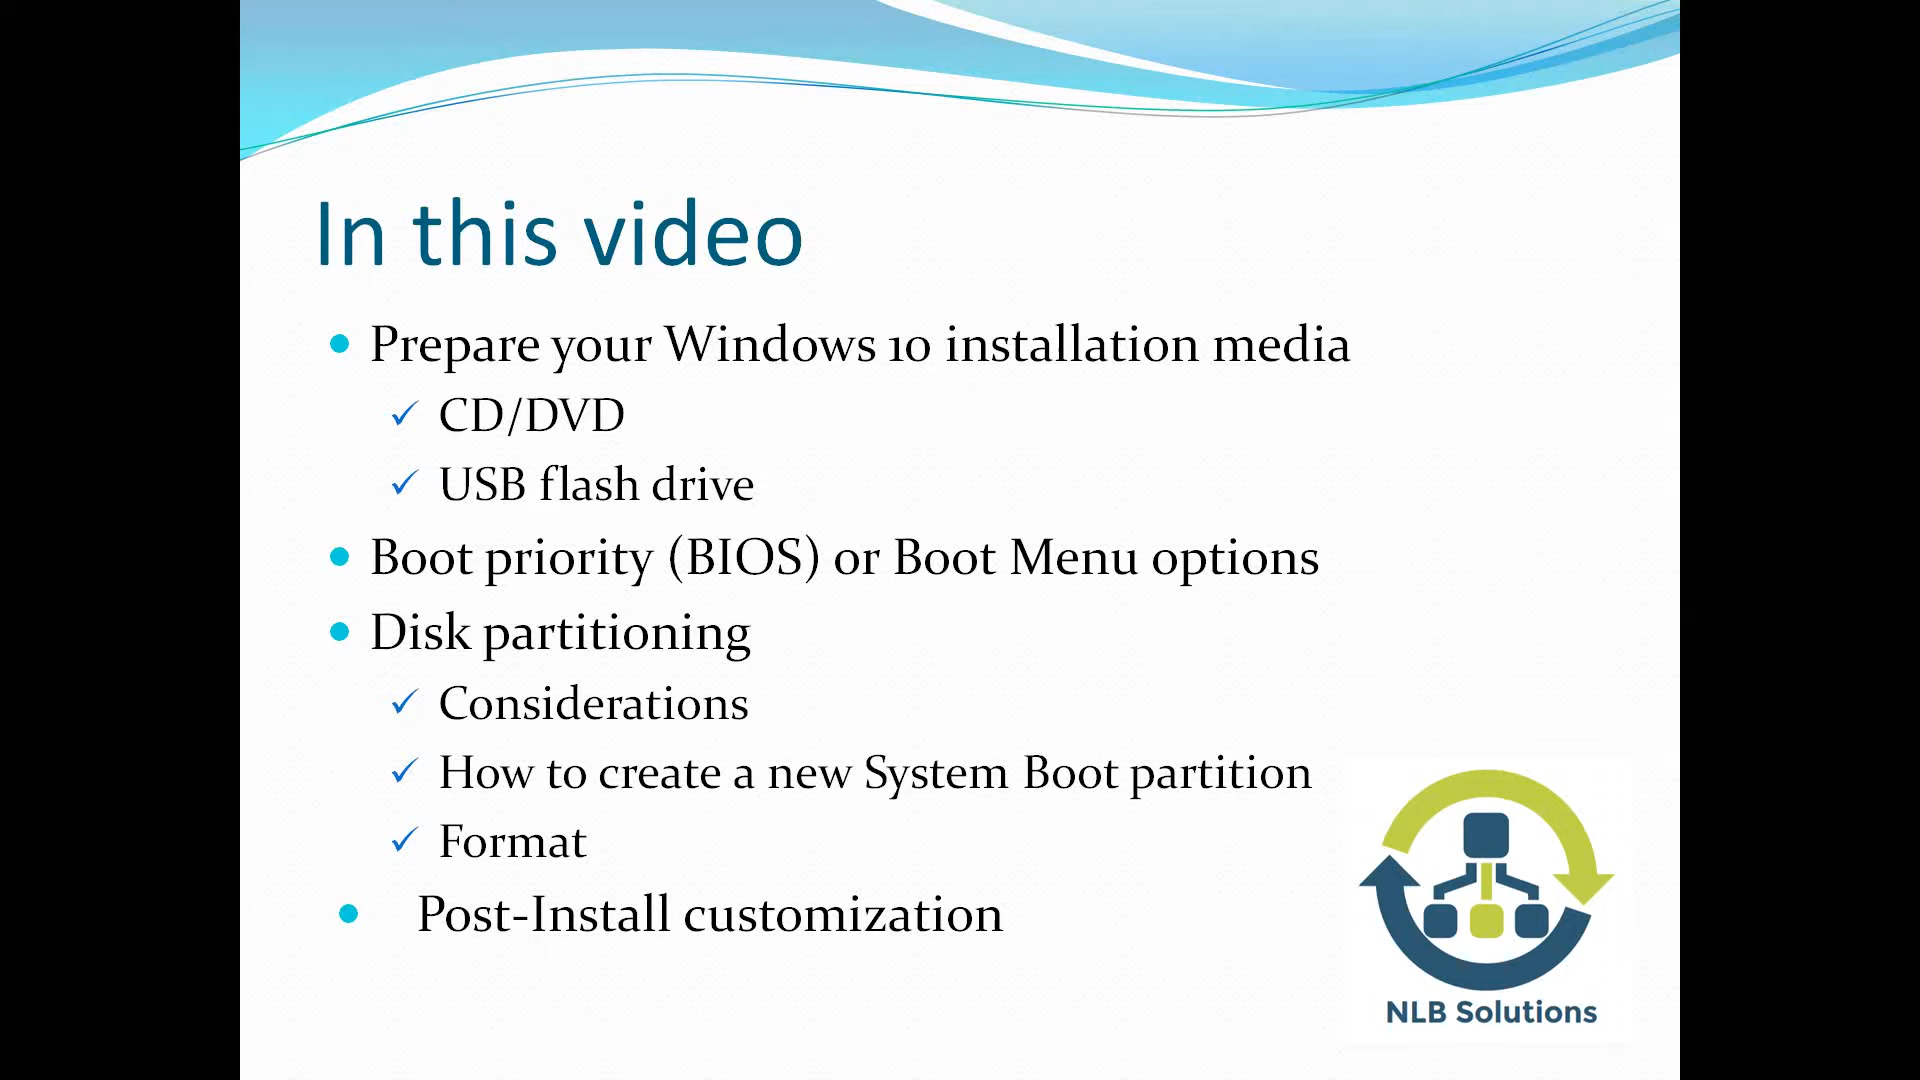 In this video
Prepare your Windows 10 installation media
CD/DVD
USB flash drive
Boot priority (BIOS) or Boot Menu options
Disk partitioning
Considerations
How to create a new System Boot partition
Format
Post-Install customization
NLB Solutions